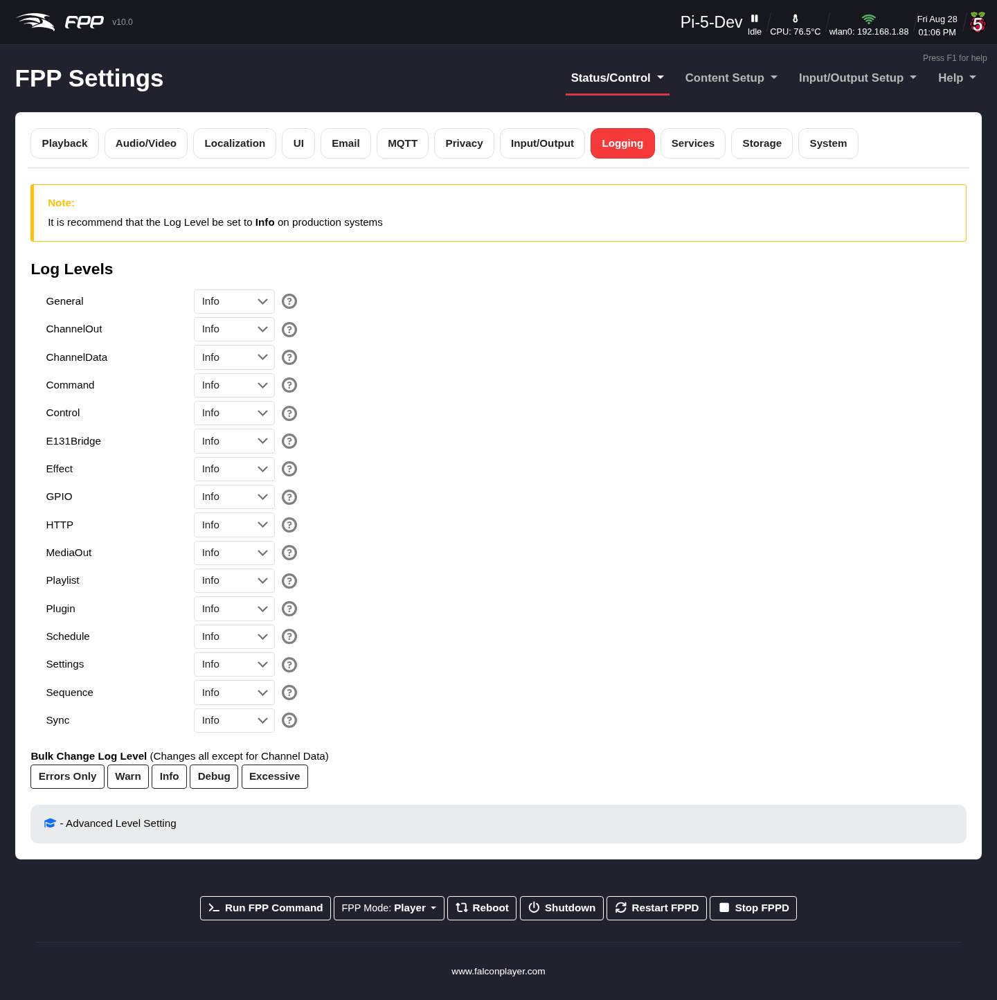 FPP v10.0
Pi-5-Dev
Idle
CPU: 76.5°C
wlan0: 192.168.1.88
Fri Aug 28
01:06 PM
5
Press F1 for help
FPP Settings
Status/Control
Content Setup
Input/Output Setup
Help
Playback
Audio/Video
Localization
UI
Email
MQTT
Privacy
Input/Output
Logging
Services
Storage
System
Note:
It is recommend that the Log Level be set to Info on production systems
Log Levels
General Info ?
ChannelOut Info ?
ChannelData Info ?
Command Info ?
Control Info ?
E131Bridge Info ?
Effect Info ?
GPIO Info ?
HTTP Info ?
MediaOut Info ?
Playlist Info ?
Plugin Info ?
Schedule Info ?
Settings Info ?
Sequence Info ?
Sync Info ?
Bulk Change Log Level (Changes all except for Channel Data)
Errors Only
Warn
Info
Debug
Excessive
- Advanced Level Setting
Run FPP Command
FPP Mode: Player
Reboot
Shutdown
Restart FPPD
Stop FPPD
www.falconplayer.com